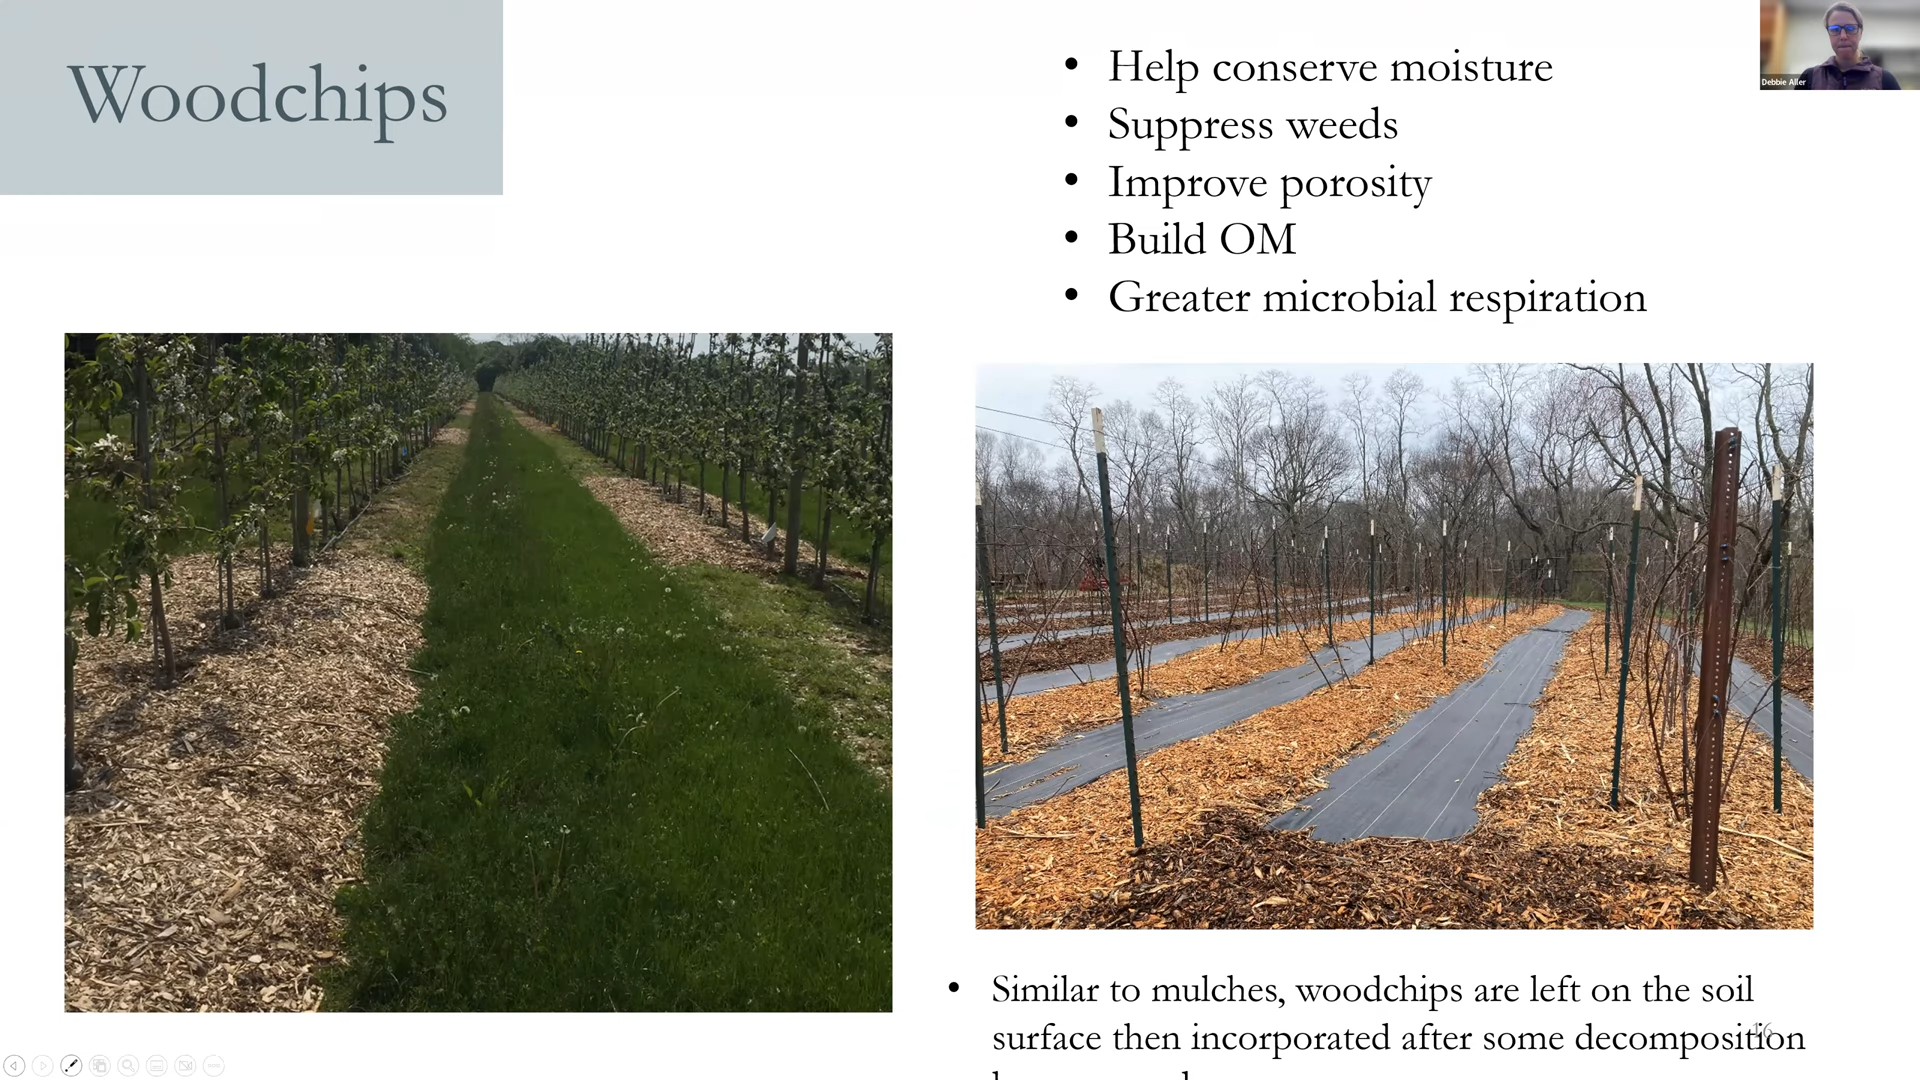 Woodchips
• Help conserve moisture
• Suppress weeds
• Improve porosity
• Build OM
• Greater microbial respiration
Debbie Aller
• Similar to mulches, woodchips are left on the soil
surface then incorporated after some decomposition
16